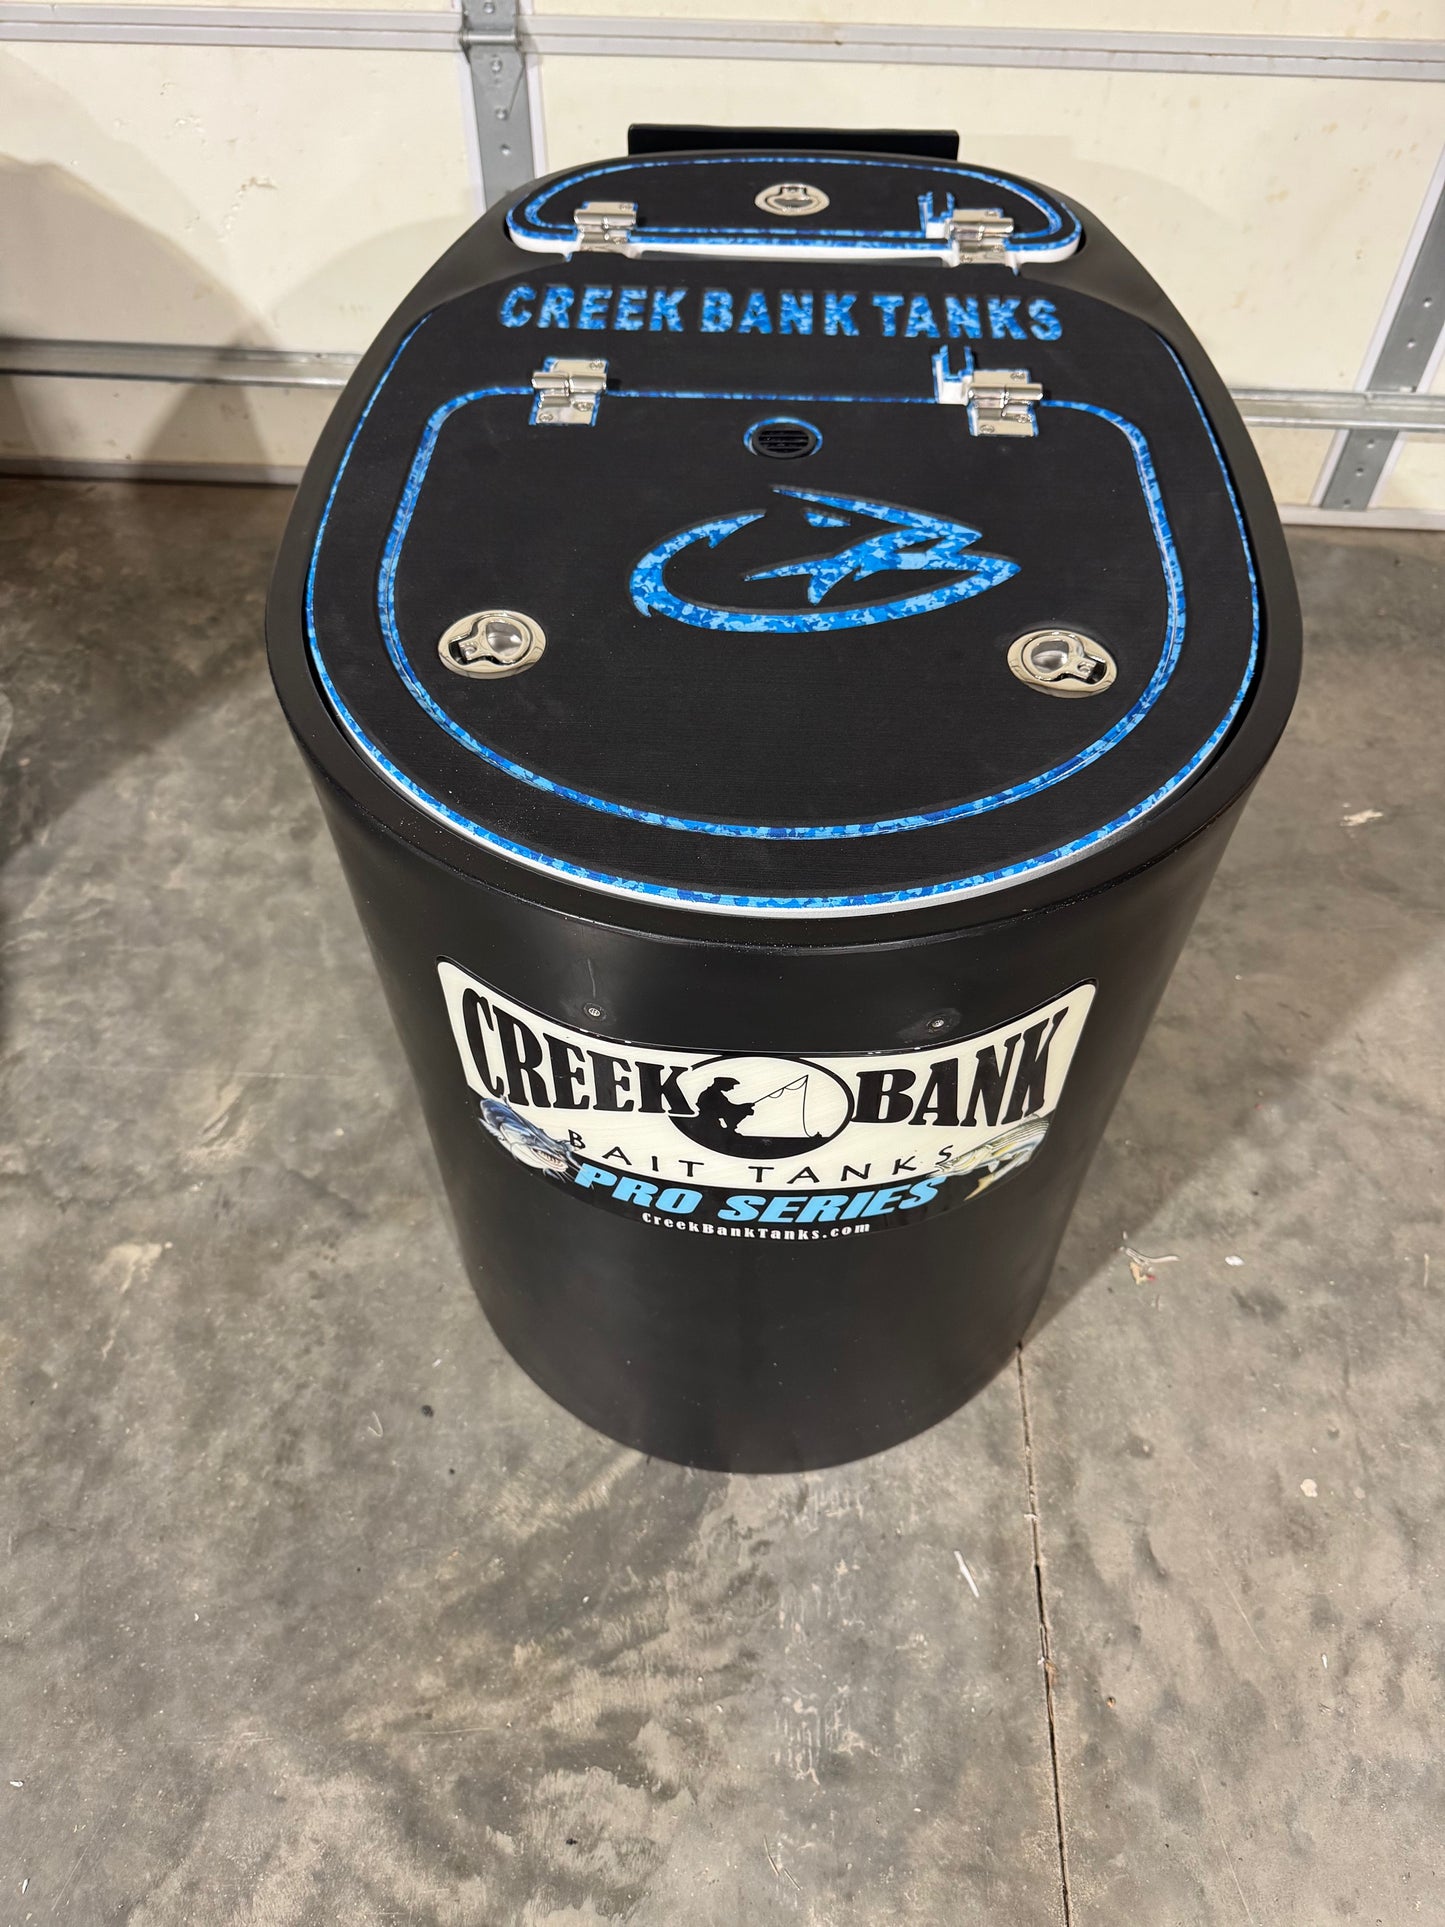 CREEK BANK TANKS
CREEK BANK
BAIT TANKS
PRO SERIES
CreekBankTanks.com